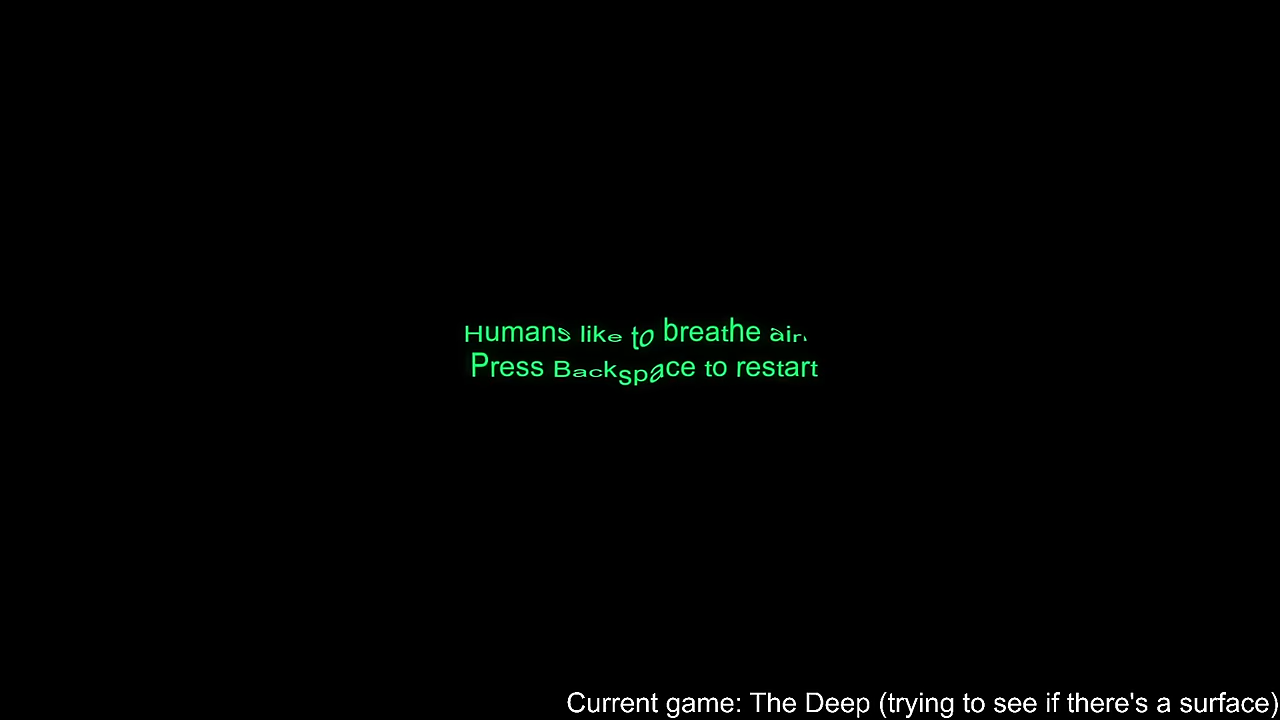 Humans like to breathe air.
Press Backspace to restart
Current game: The Deep (trying to see if there's a surface)